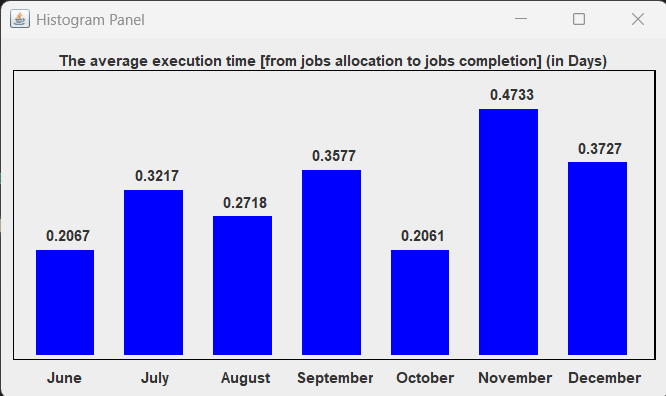 Histogram Panel
The average execution time [from jobs allocation to jobs completion] (in Days)
0.4733
0.3727
0.3577
0.3217
0.2718
0.2067
0.2061
June July August September October November December